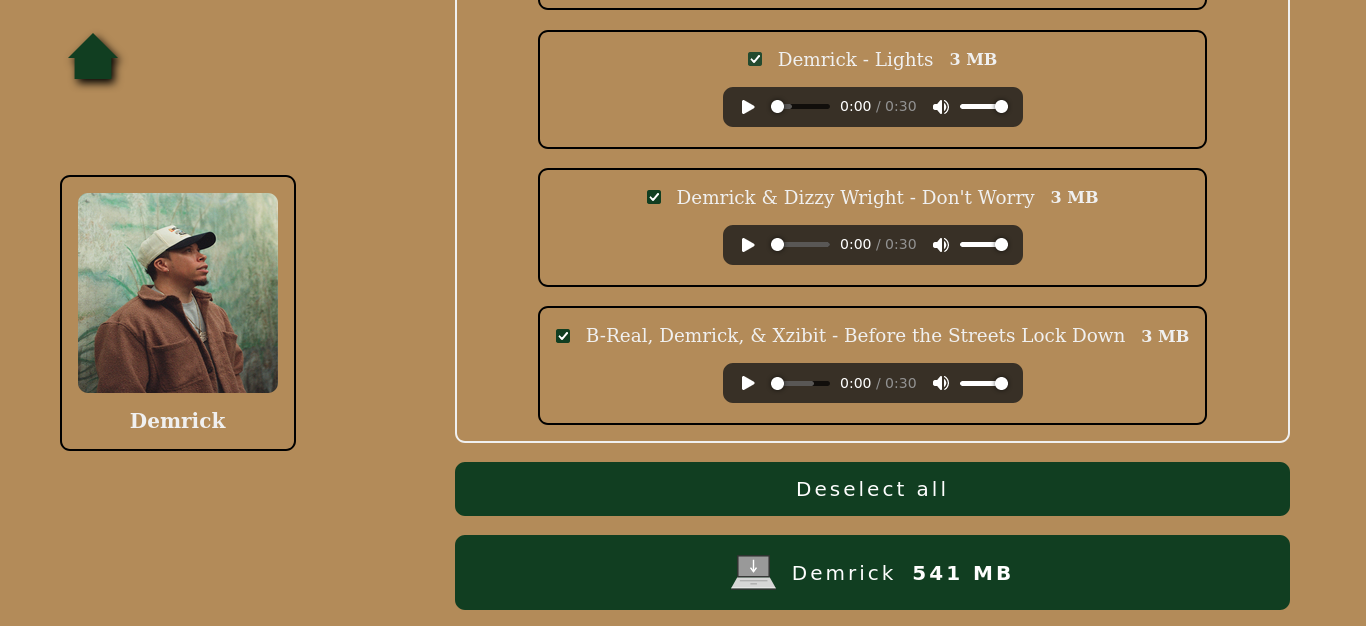 Demrick - Lights 3 MB
0:00 / 0:30
Demrick & Dizzy Wright - Don't Worry 3 MB
0:00 / 0:30
B-Real, Demrick, & Xzibit - Before the Streets Lock Down 3 MB
0:00 / 0:30
Demrick
Deselect all
Demrick 541 MB